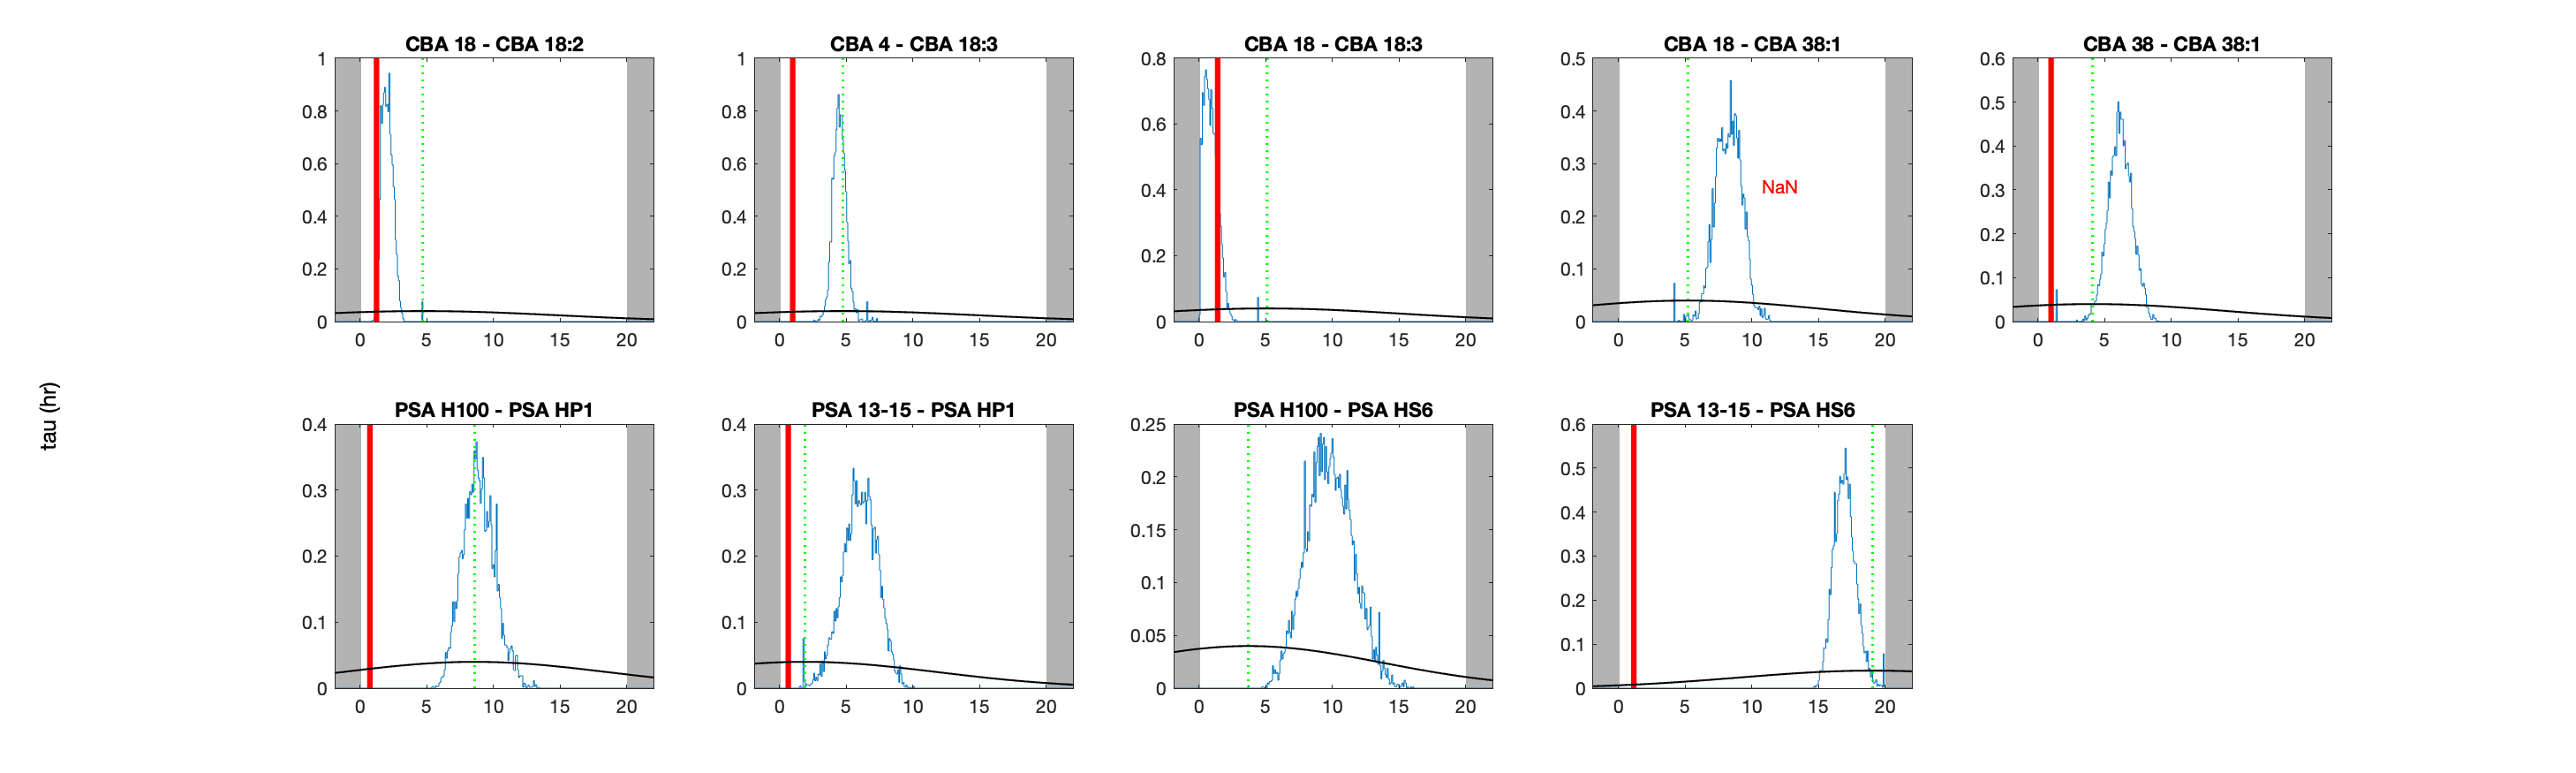 CBA 18 - CBA 18:2
CBA 4 - CBA 18:3
CBA 18 - CBA 18:3
CBA 18 - CBA 38:1
CBA 38 - CBA 38:1
1
0.8
0.6
0.4
0.2
0
0 5 10 15 20
1
0.8
0.6
0.4
0.2
0
0 5 10 15 20
0.8
0.6
0.4
0.2
0
0 5 10 15 20
0.5
0.4
0.3
0.2
0.1
0
NaN
0 5 10 15 20
0.6
0.5
0.4
0.3
0.2
0.1
0
0 5 10 15 20
tau (hr)
PSA H100 - PSA HP1
PSA 13-15 - PSA HP1
PSA H100 - PSA HS6
PSA 13-15 - PSA HS6
0.4
0.3
0.2
0.1
0
0 5 10 15 20
0.4
0.3
0.2
0.1
0
0 5 10 15 20
0.25
0.2
0.15
0.1
0.05
0
0 5 10 15 20
0.6
0.5
0.4
0.3
0.2
0.1
0
0 5 10 15 20